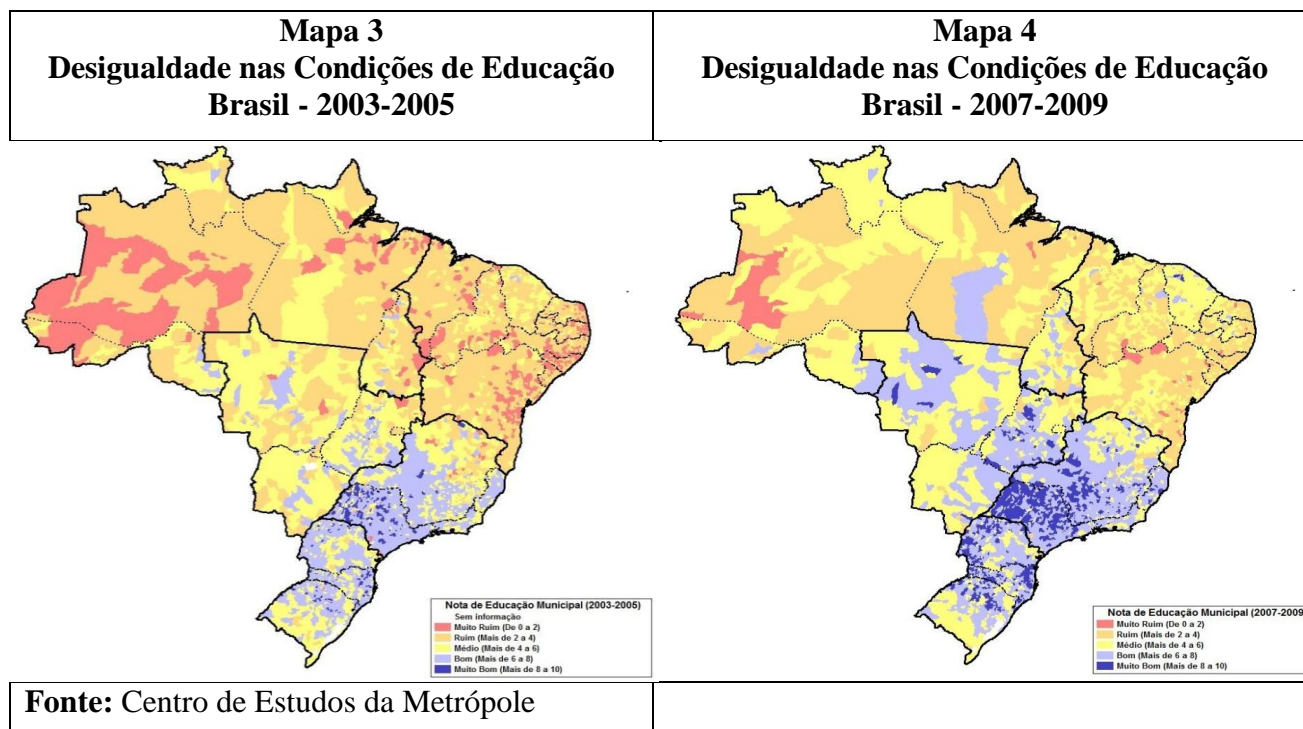 Mapa 3
Desigualdade nas Condições de Educação
Brasil - 2003-2005
Mapa 4
Desigualdade nas Condições de Educação
Brasil - 2007-2009
Nota de Educação Municipal (2003-2005)
Sem informação
Muito Ruim (De 0 a 2)
Ruim (Mais de 2 a 4)
Médio (Mais de 4 a 6)
Bom (Mais de 6 a 8)
Muito Bom (Mais de 8 a 10)
Nota de Educação Municipal (2007-2009
Muito Ruim (De 0 a 2)
Ruim (Mais de 2 a 4)
Médio (Mais de 4 a 6)
Bom (Mais de 6 a 8)
Muito Bom (Mais de 8 a 10)
Fonte: Centro de Estudos da Metrópole